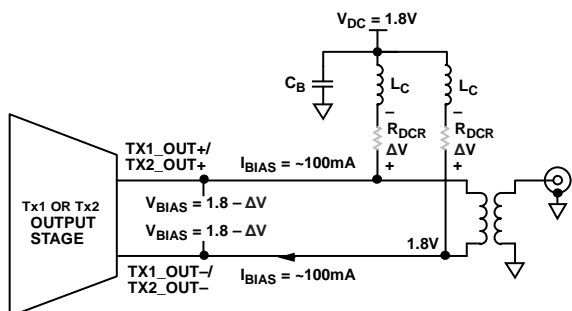 V_DC = 1.8V
C_B
L_C
L_C
–
–
R_DCR
R_DCR
ΔV
ΔV
+
+
TX1_OUT+/
TX2_OUT+
I_BIAS = ~100mA
Tx1 OR Tx2
OUTPUT
STAGE
V_BIAS = 1.8 – ΔV
V_BIAS = 1.8 – ΔV
1.8V
TX1_OUT–/
TX2_OUT–
I_BIAS = ~100mA